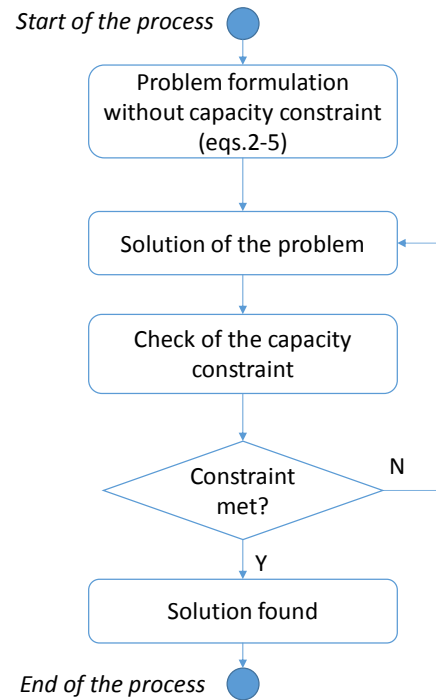 Start of the process
Problem formulation
without capacity constraint
(eqs.2-5)
Solution of the problem
Check of the capacity
constraint
Constraint
met?
N
Y
Solution found
End of the process